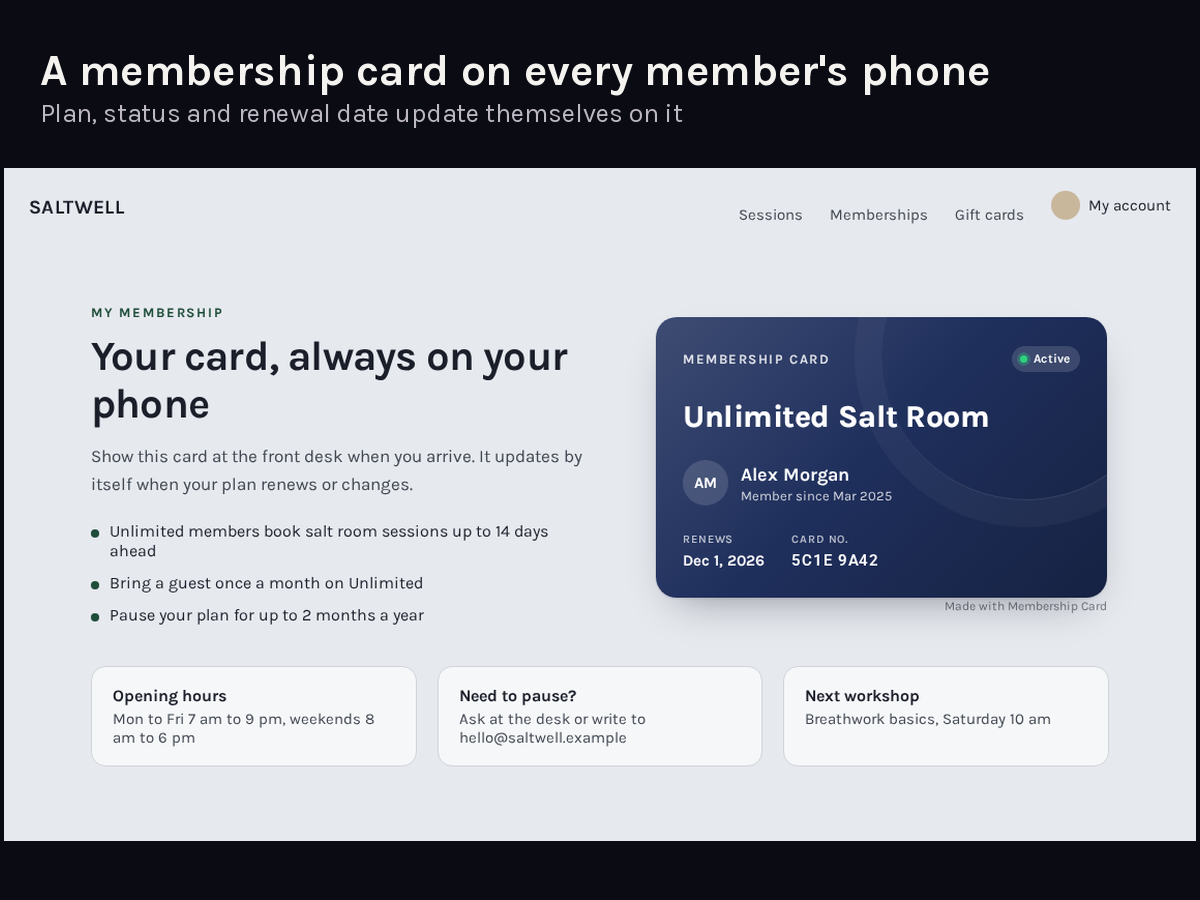 A membership card on every member's phone
Plan, status and renewal date update themselves on it
SALTWELL
Sessions
Memberships
Gift cards
My account
MY MEMBERSHIP
Your card, always on your
phone
Show this card at the front desk when you arrive. It updates by
itself when your plan renews or changes.
Unlimited members book salt room sessions up to 14 days
ahead
Bring a guest once a month on Unlimited
Pause your plan for up to 2 months a year
MEMBERSHIP CARD
Active
Unlimited Salt Room
AM
Alex Morgan
Member since Mar 2025
RENEWS
Dec 1, 2026
CARD NO.
5C1E 9A42
Made with Membership Card
Opening hours
Mon to Fri 7 am to 9 pm, weekends 8
am to 6 pm
Need to pause?
Ask at the desk or write to
hello@saltwell.example
Next workshop
Breathwork basics, Saturday 10 am